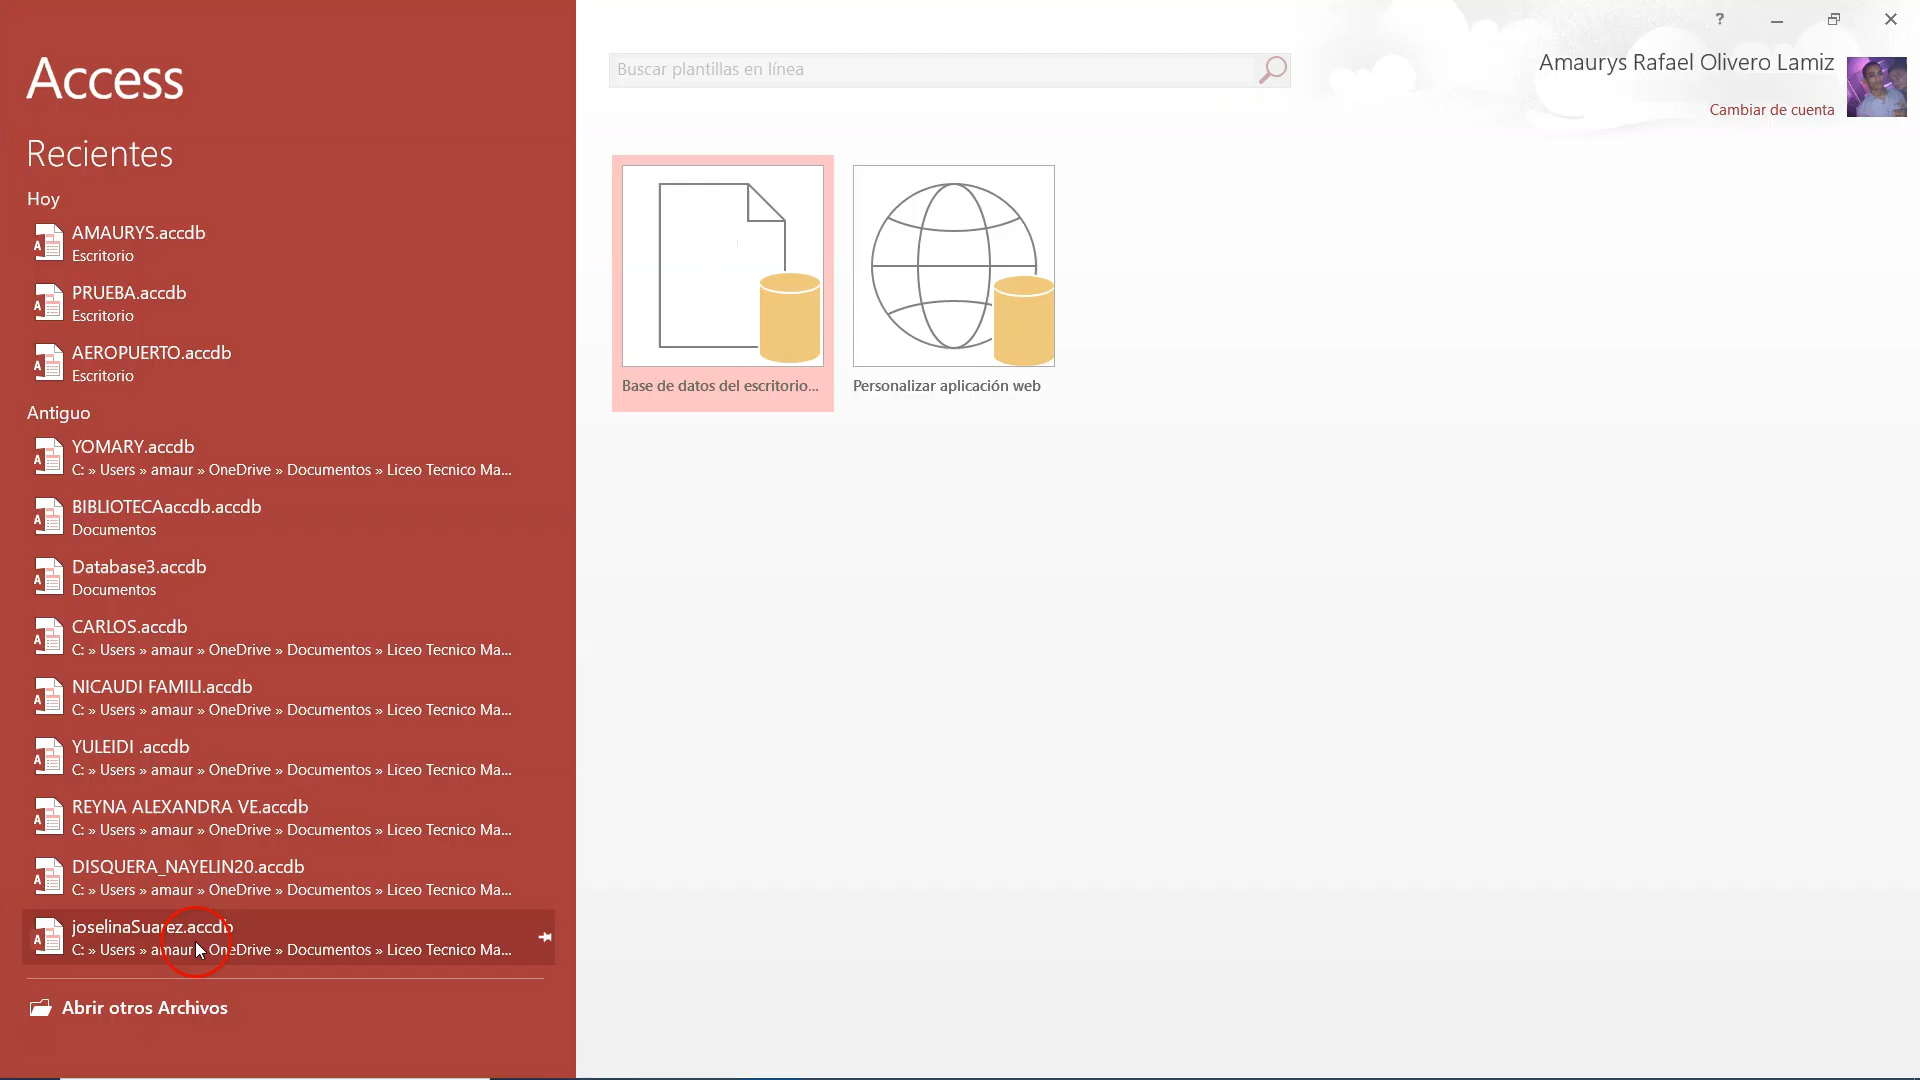 Access
Recientes
Hoy
AMAURYS.accdb
Escritorio
PRUEBA.accdb
Escritorio
AEROPUERTO.accdb
Escritorio
Antiguo
YOMARY.accdb
C: » Users » amaur » OneDrive » Documentos » Liceo Tecnico Ma...
BIBLIOTECAaccdb.accdb
Documentos
Database3.accdb
Documentos
CARLOS.accdb
C: » Users » amaur » OneDrive » Documentos » Liceo Tecnico Ma...
NICAUDI FAMILI.accdb
C: » Users » amaur » OneDrive » Documentos » Liceo Tecnico Ma...
YULEIDI .accdb
C: » Users » amaur » OneDrive » Documentos » Liceo Tecnico Ma...
REYNA ALEXANDRA VE.accdb
C: » Users » amaur » OneDrive » Documentos » Liceo Tecnico Ma...
DISQUERA_NAYELIN20.accdb
C: » Users » amaur » OneDrive » Documentos » Liceo Tecnico Ma...
joselinaSuarez.accdb
C: » Users » amaur » OneDrive » Documentos » Liceo Tecnico Ma...
Abrir otros Archivos
Buscar plantillas en línea
Amaurys Rafael Olivero Lamiz
Cambiar de cuenta
Base de datos del escritorio...
Personalizar aplicación web